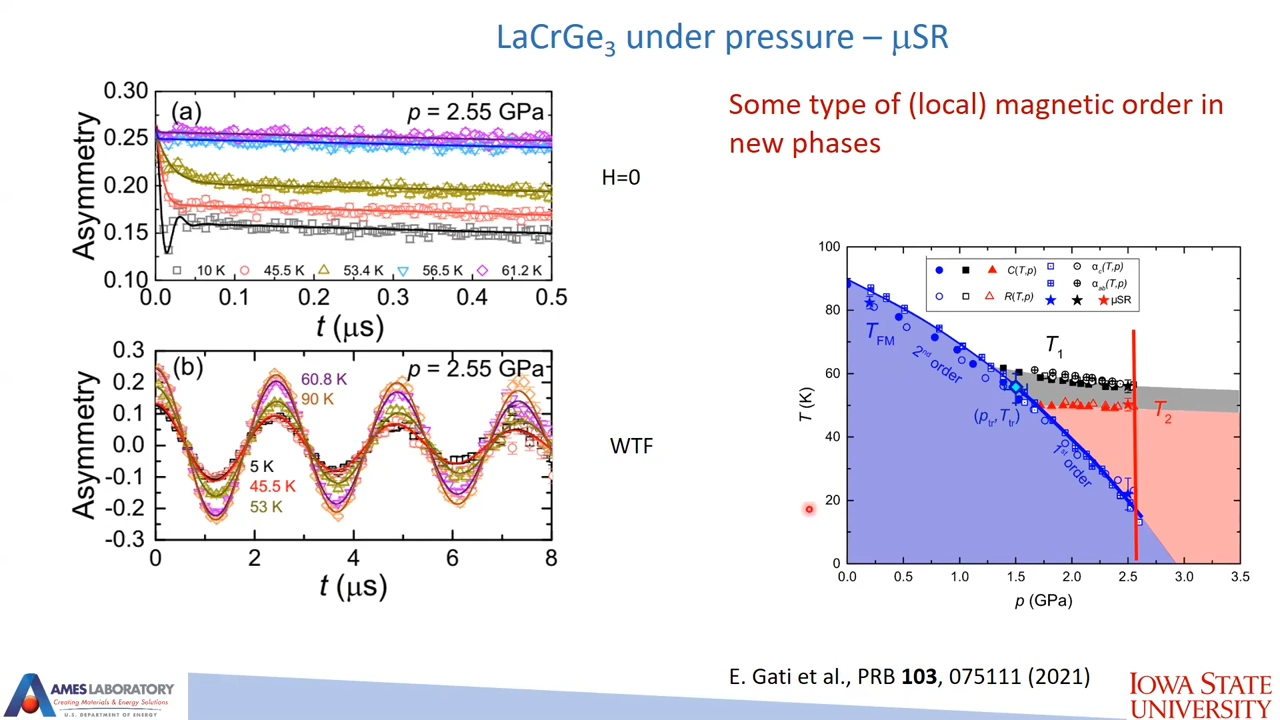 LaCrGe3 under pressure – μSR
0.30
0.25
0.20
0.15
0.10
Asymmetry
(a)
p = 2.55 GPa
10 K
45.5 K
53.4 K
56.5 K
61.2 K
0.0
0.1
0.2
0.3
0.4
0.5
t (μs)
H=0
0.3
0.2
0.1
0.0
-0.1
-0.2
-0.3
Asymmetry
(b)
p = 2.55 GPa
60.8 K
90 K
5 K
45.5 K
53 K
0
2
4
6
8
t (μs)
WTF
Some type of (local) magnetic order in
new phases
100
80
60
40
20
0
T (K)
C(T,p)
αc(T,p)
R(T,p)
αab(T,p)
μSR
TFM
2nd order
T1
(ptr,Ttr)
T2
1st order
0.0
0.5
1.0
1.5
2.0
2.5
3.0
3.5
p (GPa)
E. Gati et al., PRB 103, 075111 (2021)
AMES LABORATORY
Creating Materials & Energy Solutions
U.S. DEPARTMENT OF ENERGY
IOWA STATE
UNIVERSITY